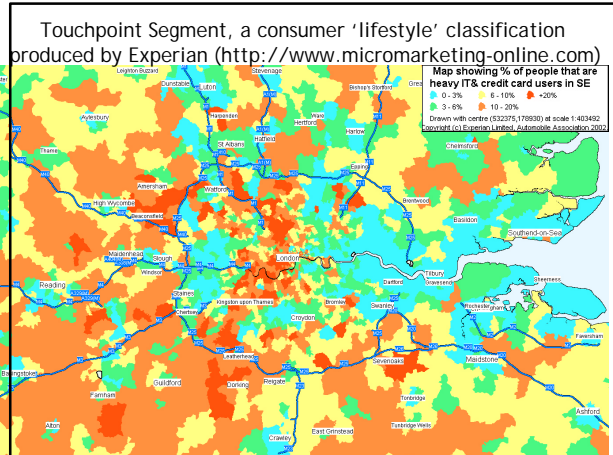 Touchpoint Segment, a consumer ‘lifestyle’ classification
produced by Experian (http://www.micromarketing-online.com)
Map showing % of people that are
heavy IT& credit card users in SE
0 - 3% 6 - 10% +20%
3 - 6% 10 - 20%
Drawn with centre (532375,178930) at scale 1:403492
Copyright (c) Experian Limited, Automobile Association 2002
Leighton Buzzard
Stevenage
Bishop's Stortford
Dunstable
Luton
Aylesbury
Harpenden
Ware
Hertford
Thame
St Albans
Hatfield
Harlow
Chelmsford
Amersham
Watford
Epping
High Wycombe
Beaconsfield
Brentwood
Basildon
Southend-on-Sea
Maidenhead
Slough
London
Windsor
Tilbury
Reading
Staines
Dartford
Gravesend
Sheerness
Chertsey
Kingston upon Thames
Bromley
Swanley
Rochester
Croydon
Faversham
Leatherhead
Sevenoaks
Maidstone
Guildford
Dorking
Reigate
Farnham
Tonbridge
Ashford
Alton
Crawley
East Grinstead
Tunbridge Wells